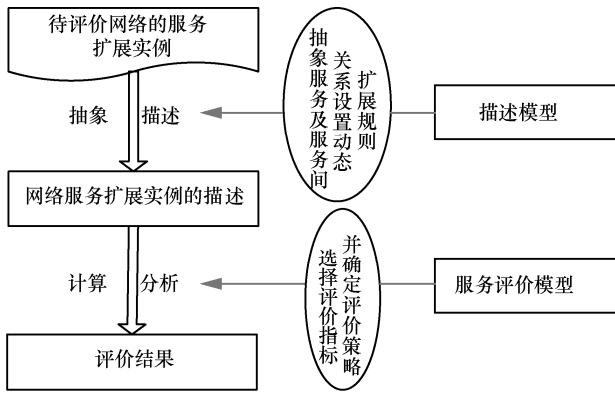 待评价网络的服务
扩展实例
抽象
描述
抽象服务及服务间
关系设置动态
扩展规则
描述模型
网络服务扩展实例的描述
计算
分析
选择评价指标
并确定评价策略
服务评价模型
评价结果